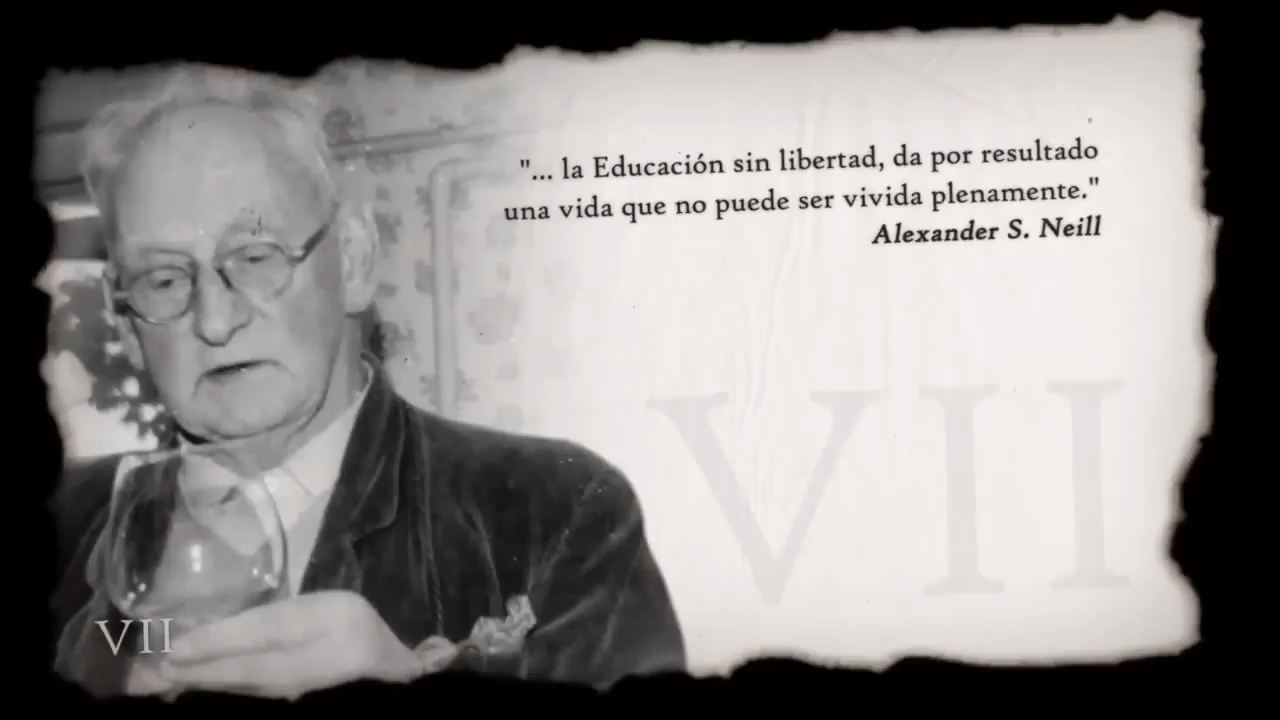 "... la Educación sin libertad, da por resultado
una vida que no puede ser vivida plenamente."
Alexander S. Neill
VII
VII